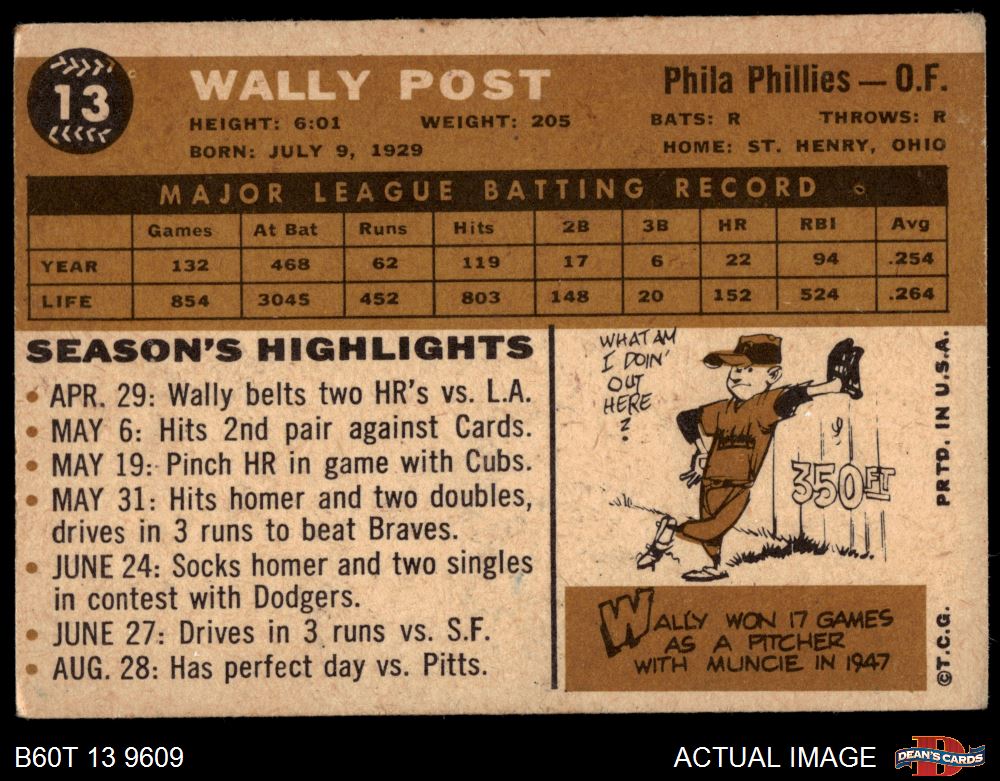 13
WALLY POST
Phila Phillies — O.F.
HEIGHT: 6:01 WEIGHT: 205 BATS: R THROWS: R
BORN: JULY 9, 1929 HOME: ST. HENRY, OHIO
MAJOR LEAGUE BATTING RECORD
Games At Bat Runs Hits 2B 3B HR RBI Avg
YEAR 132 468 62 119 17 6 22 94 .254
LIFE 854 3045 452 803 148 20 152 524 .264
SEASON'S HIGHLIGHTS
• APR. 29: Wally belts two HR's vs. L.A.
• MAY 6: Hits 2nd pair against Cards.
• MAY 19: Pinch HR in game with Cubs.
• MAY 31: Hits homer and two doubles,
drives in 3 runs to beat Braves.
• JUNE 24: Socks homer and two singles
in contest with Dodgers.
• JUNE 27: Drives in 3 runs vs. S.F.
• AUG. 28: Has perfect day vs. Pitts.
WHAT AM
I DOIN'
OUT
HERE
?
350 FT
WALLY WON 17 GAMES
AS A PITCHER
WITH MUNCIE IN 1947
PRTD. IN U.S.A.
©T.C.G.
B60T 13 9609
ACTUAL IMAGE
D
DEAN'S CARDS